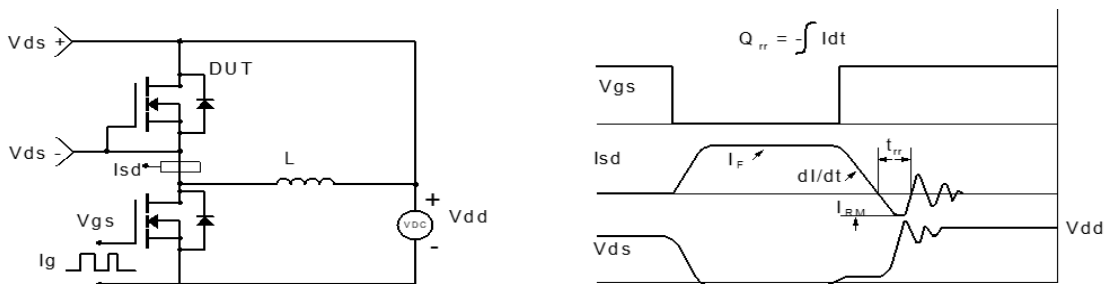 Vds +
DUT
Vds -
Isd
L
Vgs
+
VDC
-
Vdd
Ig
Q rr = - ∫ Idt
Vgs
Isd
I F
dI/dt
t rr
I RM
Vds
Vdd